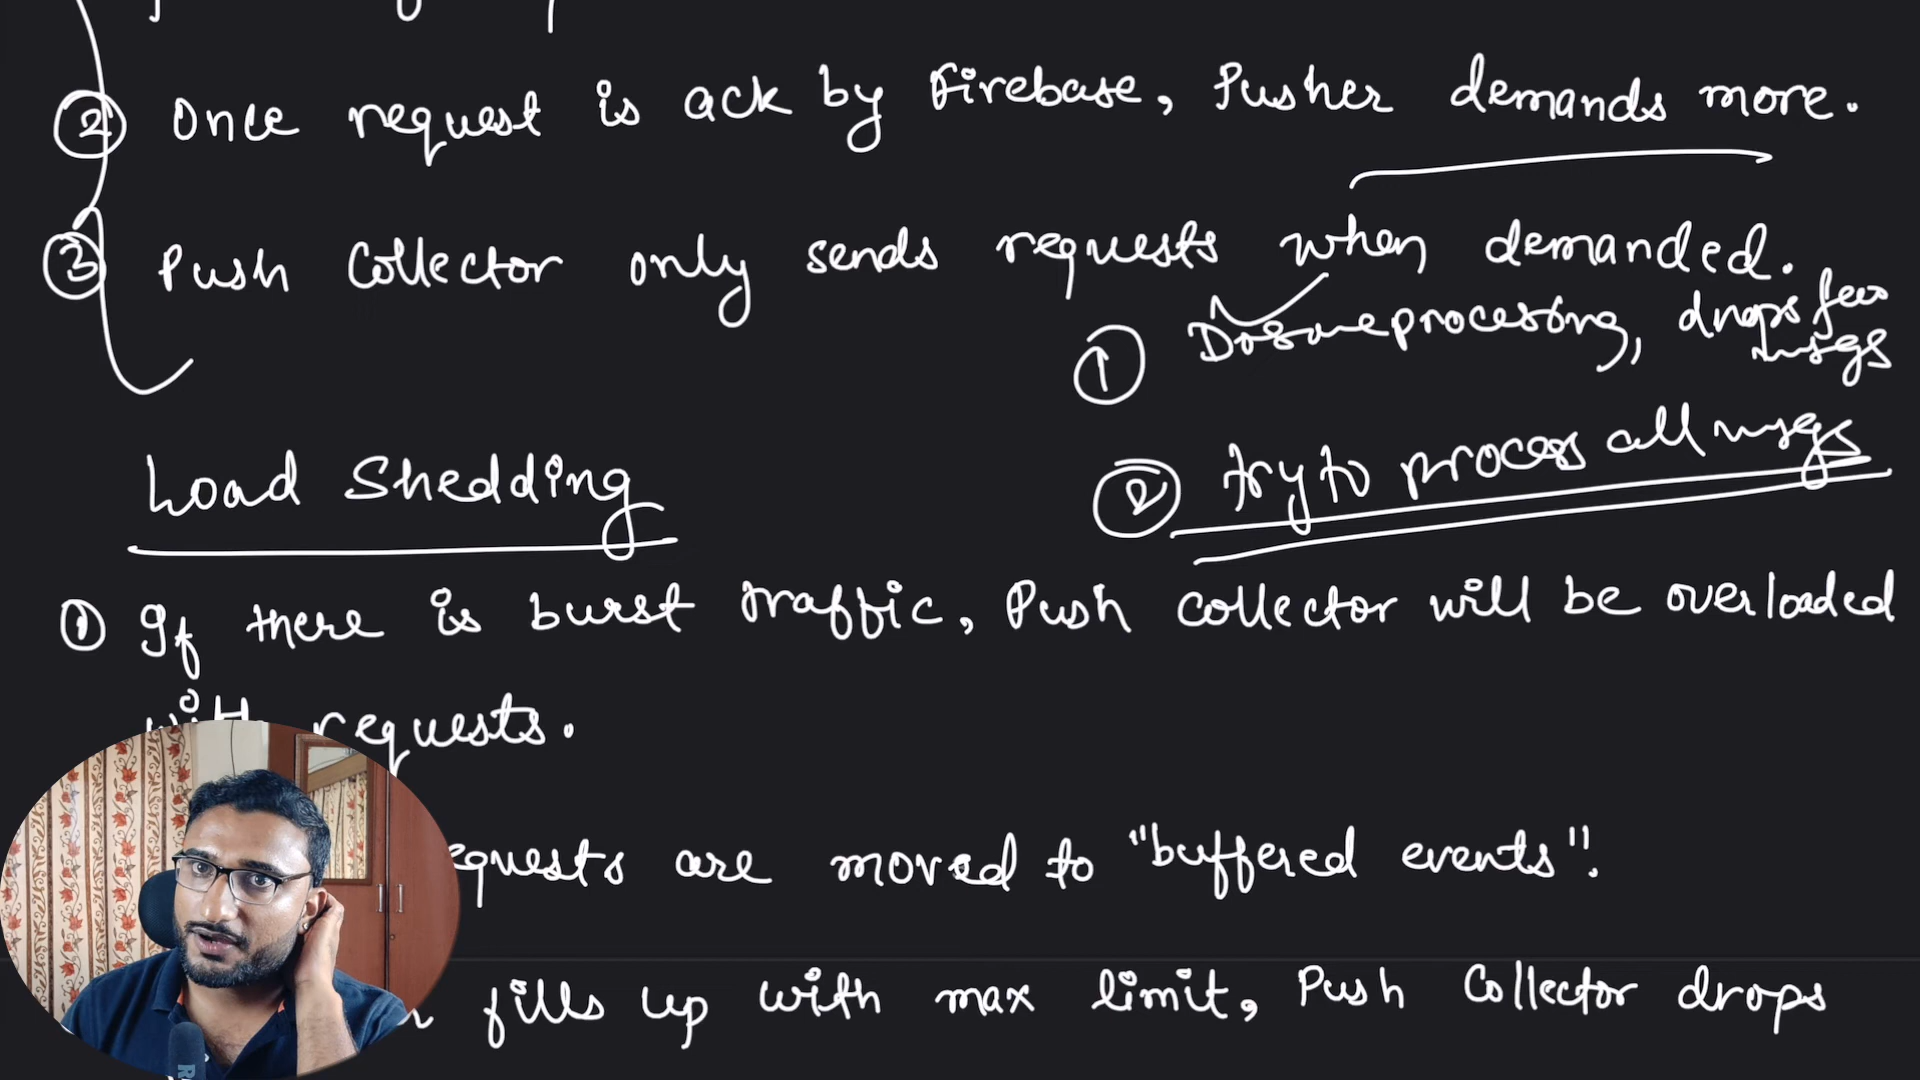 ② Once request is ack by Firebase, Pusher demands more.
③ Push Collector only sends requests when demanded.
① Do some processing, drops few
msgs
② try to process all msgs
Load Shedding
① If there is burst traffic, Push collector will be overloaded
with requests.
equests are moved to "buffered events".
fills up with max limit, Push Collector drops